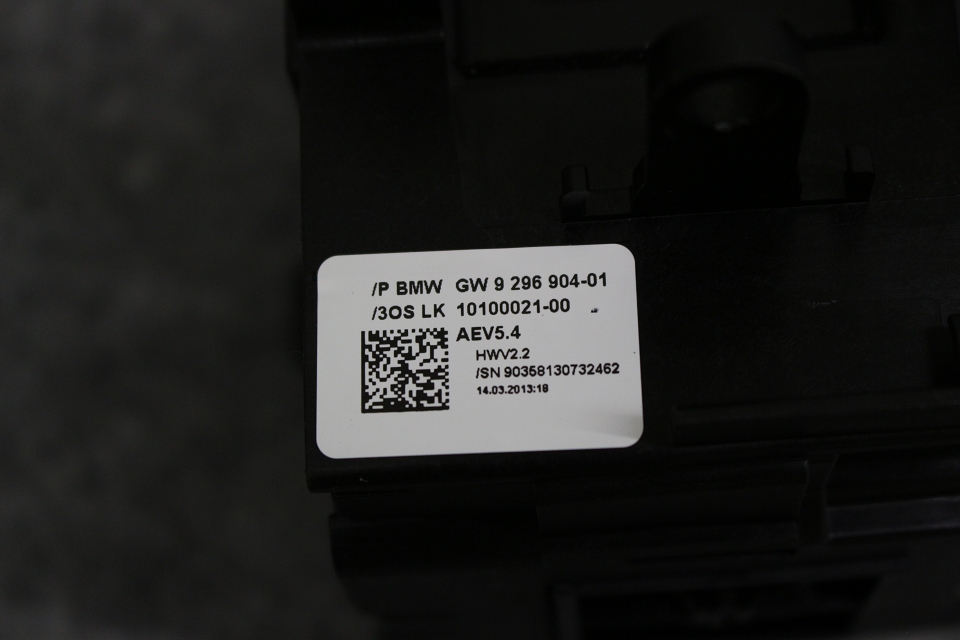 /P BMW GW 9 296 904-01
/3OS LK 10100021-00
AEV5.4
HWV2.2
/SN 90358130732462
14.03.2013:18